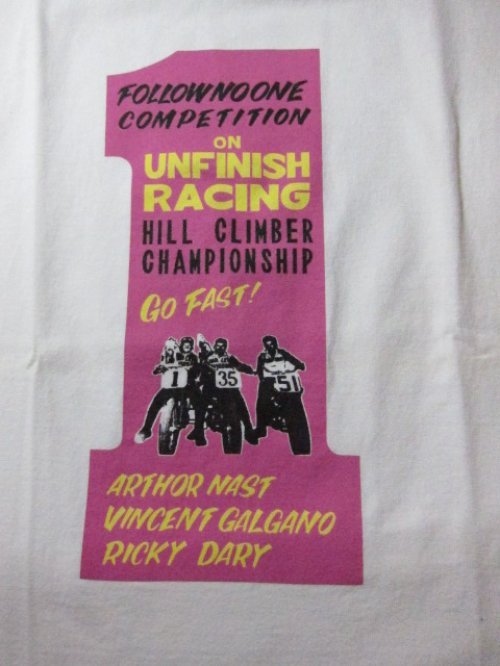 FOLLOWNOONE
COMPETITION
ON
UNFINISH
RACING
HILL CLIMBER
CHAMPIONSHIP
GO FAST!
1 35 51
ARTHOR NAST
VINCENT GALGANO
RICKY DARY